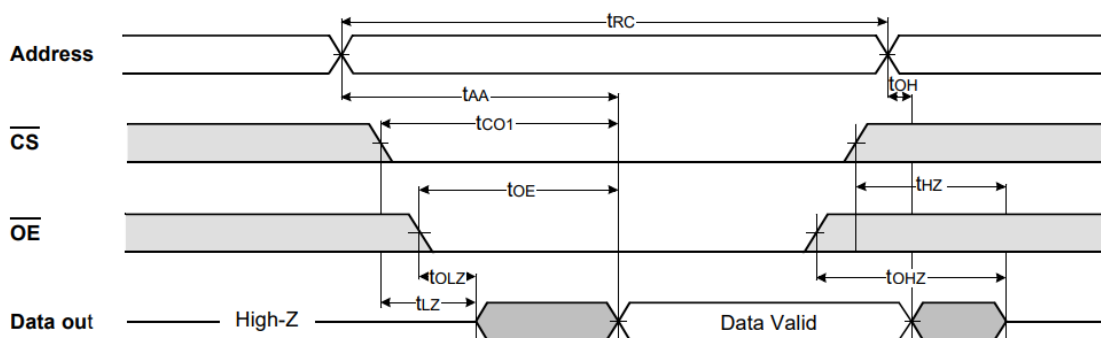 tRC
Address
tOH
tAA
tCO1
CS
tHZ
tOE
OE
tOLZ
tOHZ
tLZ
Data out
High-Z
Data Valid